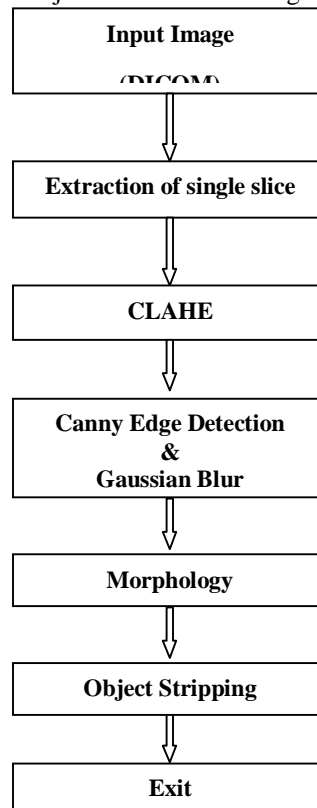 Input Image
(DICOM)
Extraction of single slice
CLAHE
Canny Edge Detection
&
Gaussian Blur
Morphology
Object Stripping
Exit